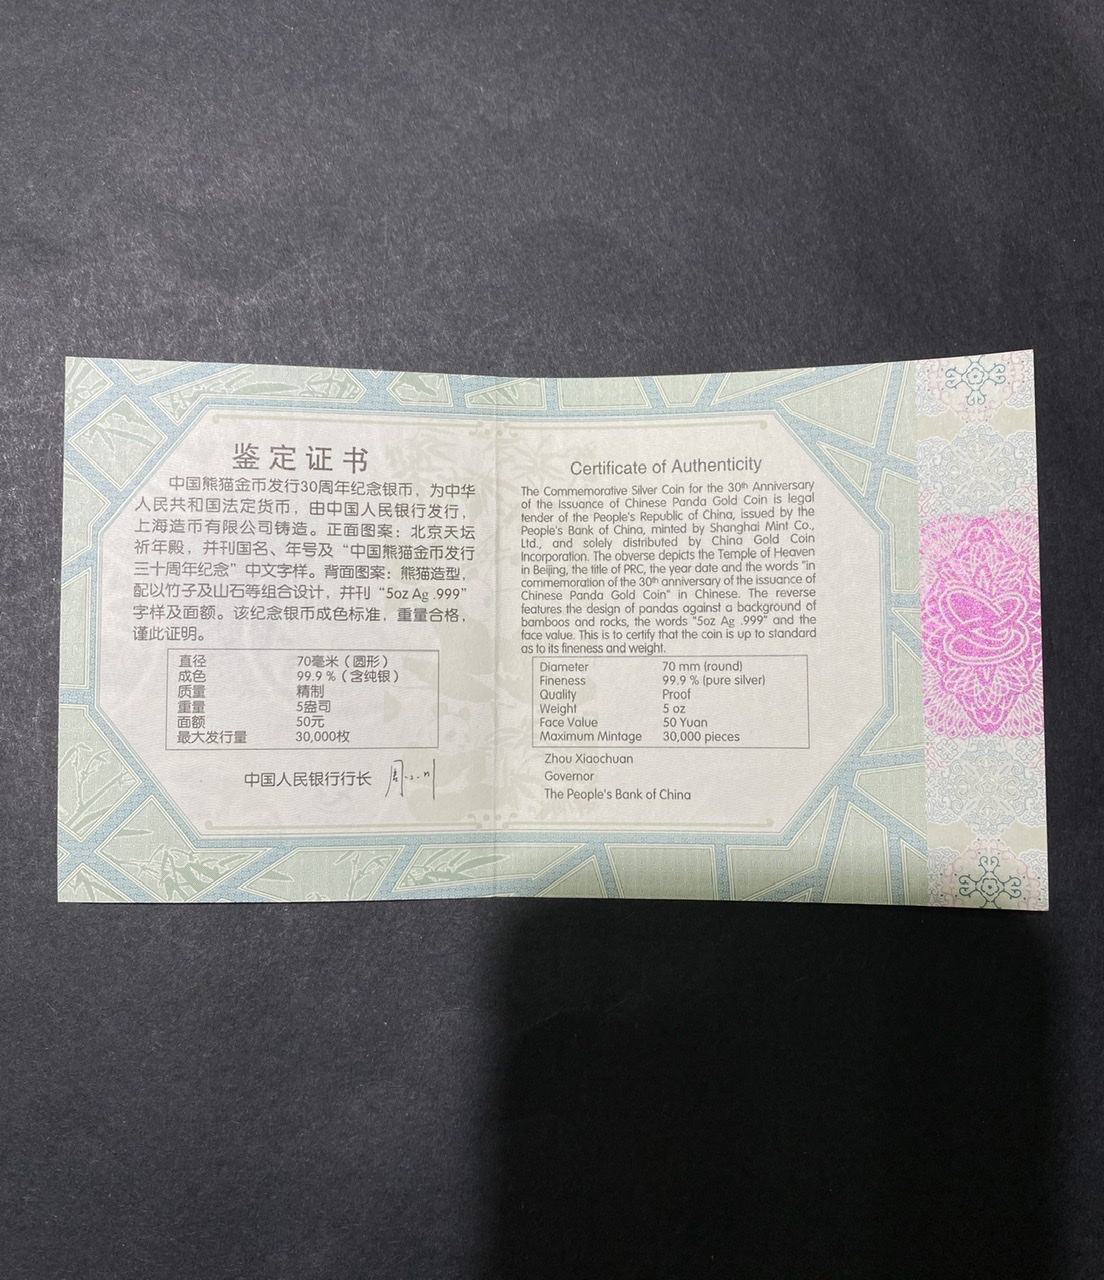 鉴定证书
中国熊猫金币发行30周年纪念银币，为中华
人民共和国法定货币，由中国人民银行发行，
上海造币有限公司铸造。正面图案：北京天坛
祈年殿，并刊国名、年号及“中国熊猫金币发行
三十周年纪念”中文字样。背面图案：熊猫造型，
配以竹子及山石等组合设计，并刊“5oz Ag .999”
字样及面额。该纪念银币成色标准，重量合格，
谨此证明。
直径 70毫米（圆形）
成色 99.9％（含纯银）
质量 精制
重量 5盎司
面额 50元
最大发行量 30,000枚
中国人民银行行长 周小川
Certificate of Authenticity
The Commemorative Silver Coin for the 30th Anniversary
of the Issuance of Chinese Panda Gold Coin is legal
tender of the People's Republic of China, issued by the
People's Bank of China, minted by Shanghai Mint Co.,
Ltd., and solely distributed by China Gold Coin
Incorporation. The obverse depicts the Temple of Heaven
in Beijing, the title of PRC, the year date and the words "in
commemoration of the 30th anniversary of the issuance of
Chinese Panda Gold Coin" in Chinese. The reverse
features the design of pandas against a background of
bamboos and rocks, the words "5oz Ag .999" and the
face value. This is to certify that the coin is up to standard
as to its fineness and weight.
Diameter 70 mm (round)
Fineness 99.9 % (pure silver)
Quality Proof
Weight 5 oz
Face Value 50 Yuan
Maximum Mintage 30,000 pieces
Zhou Xiaochuan
Governor
The People's Bank of China